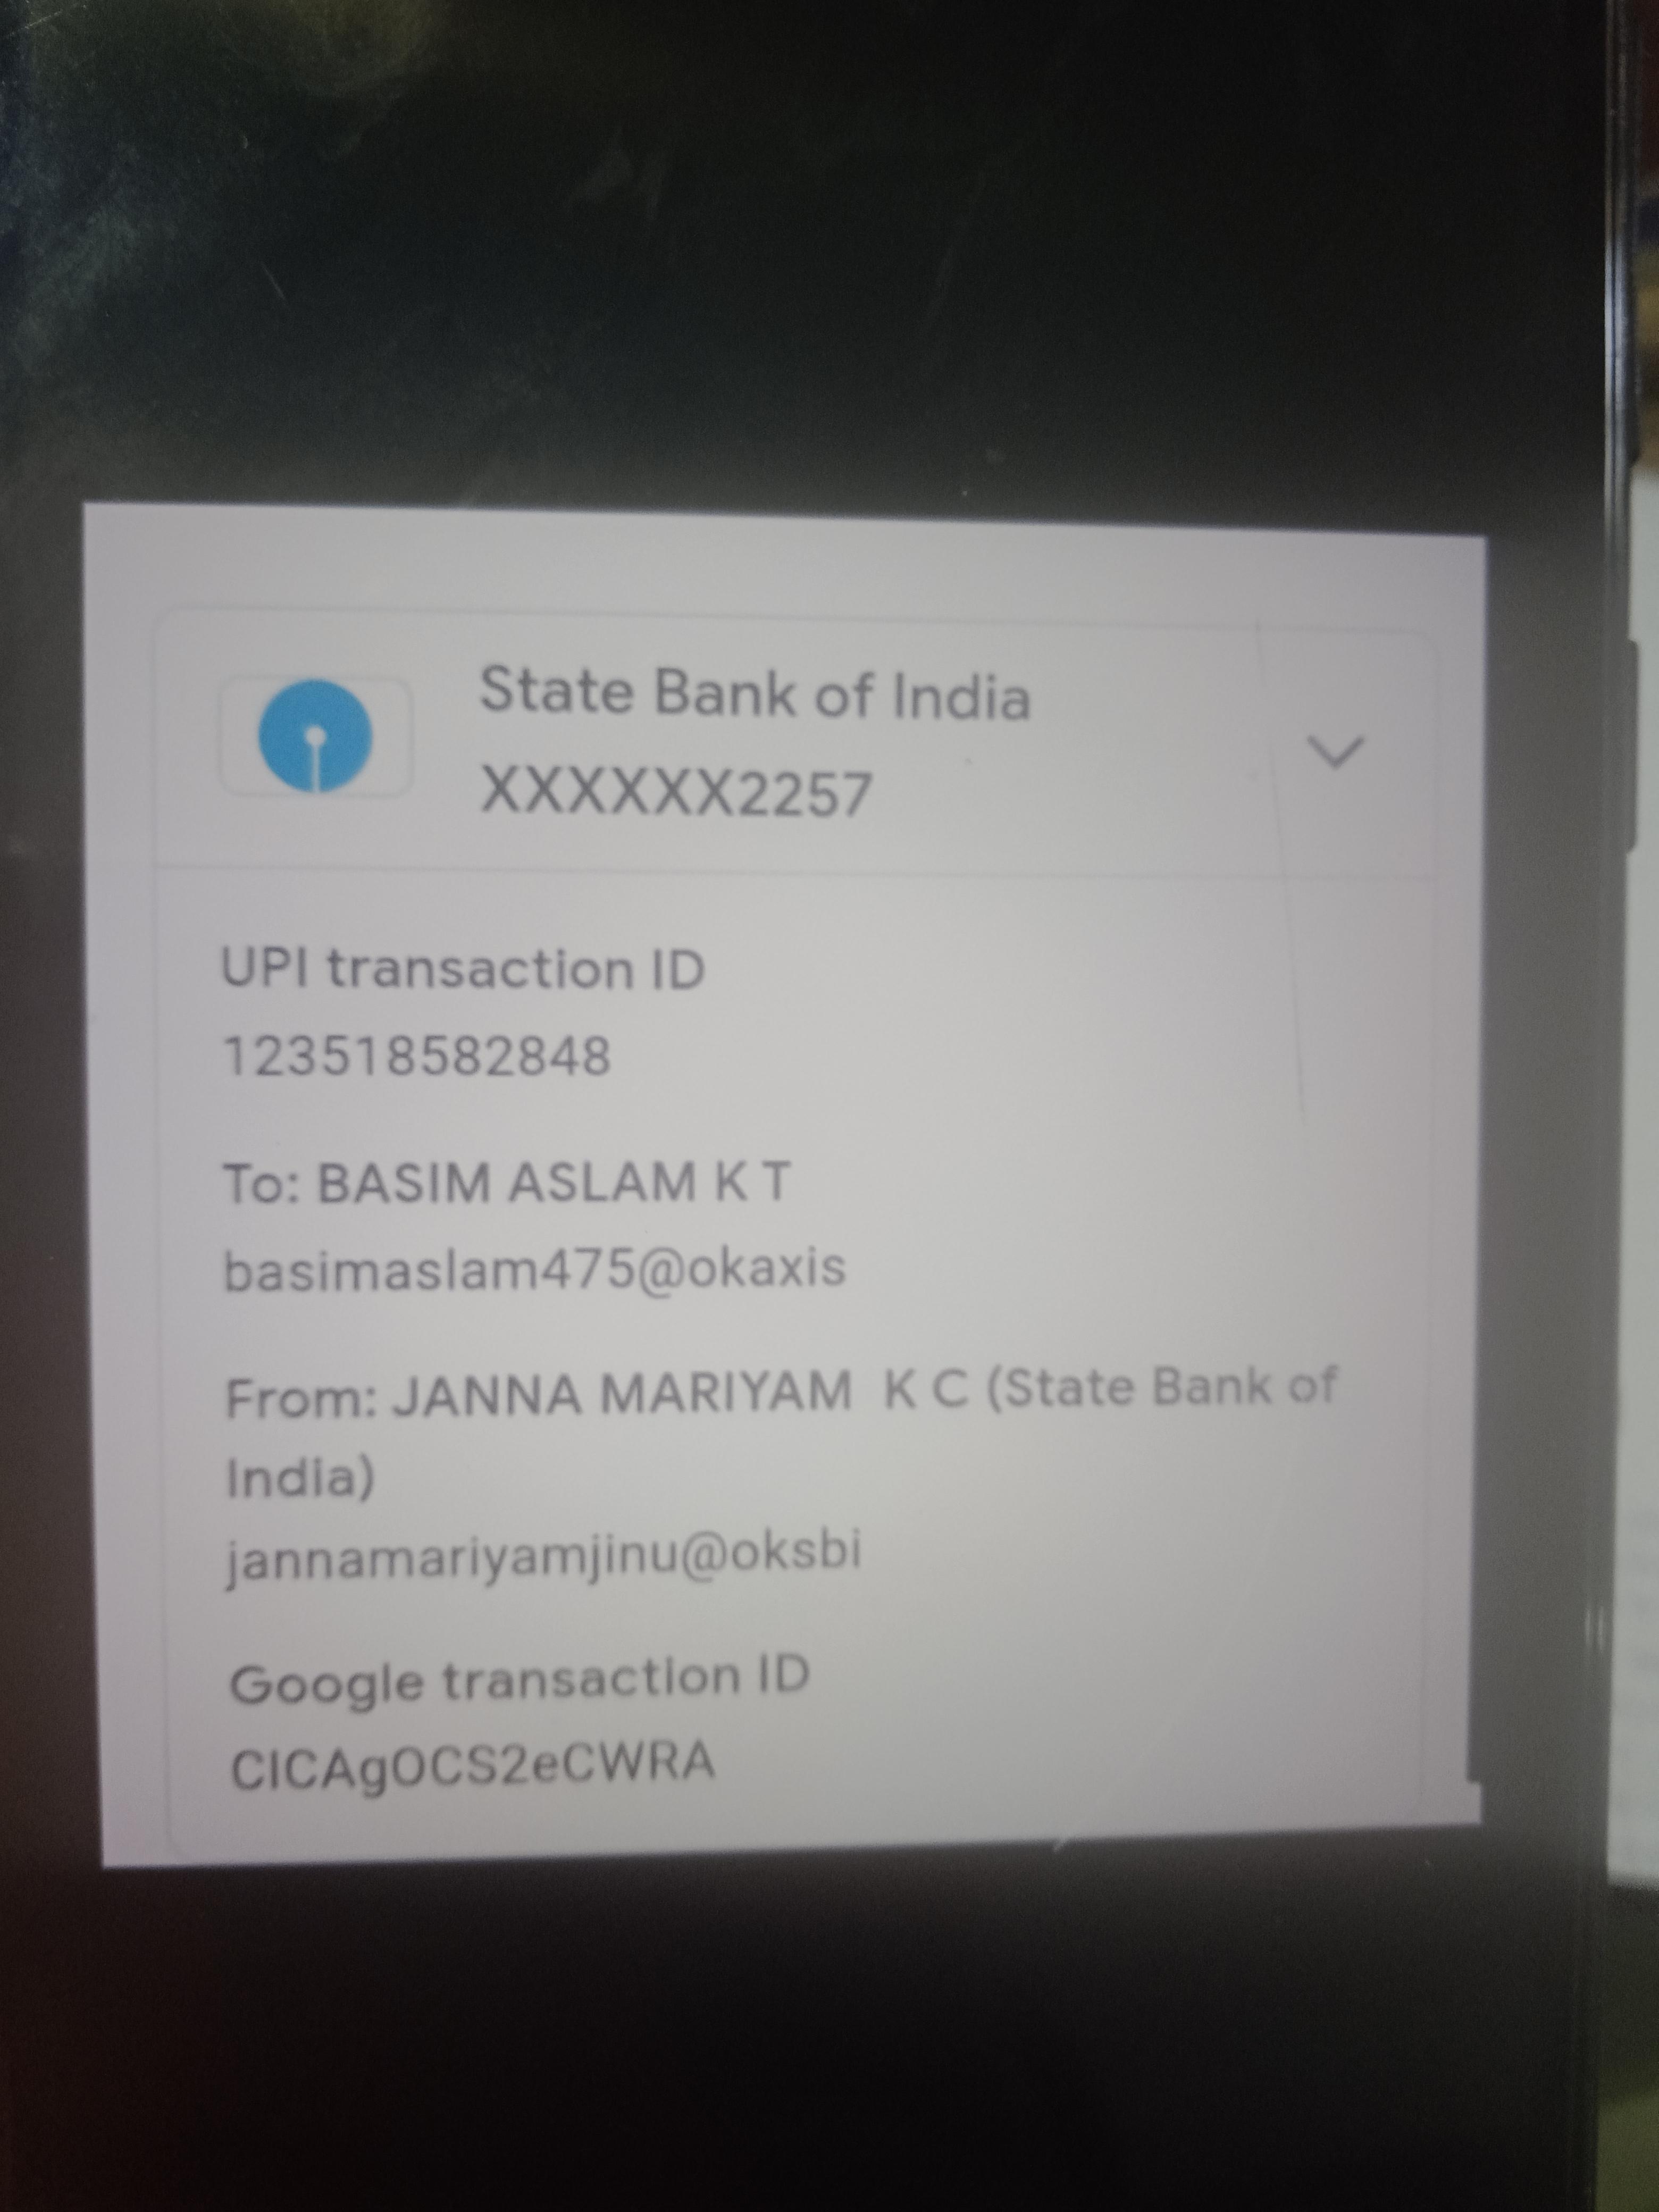 State Bank of India
XXXXXX2257
UPI transaction ID
123518582848
To: BASIM ASLAM K T
basimaslam475@okaxis
From: JANNA MARIYAM  K C (State Bank of
India)
jannamariyamjinu@oksbi
Google transaction ID
CICAgOCS2eCWRA